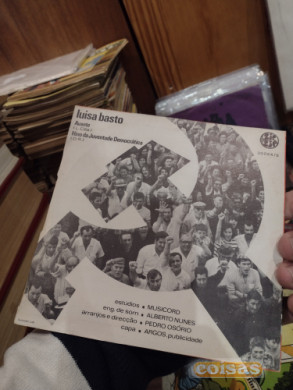 luisa basto
Avante
Hino da Juventude Democrática
estúdios • MUSICORD
eng. de som • ALBERTO NUNES
arranjos e direcção • PEDRO OSÓRIO
capa • ARGOS, publicidade
coisas